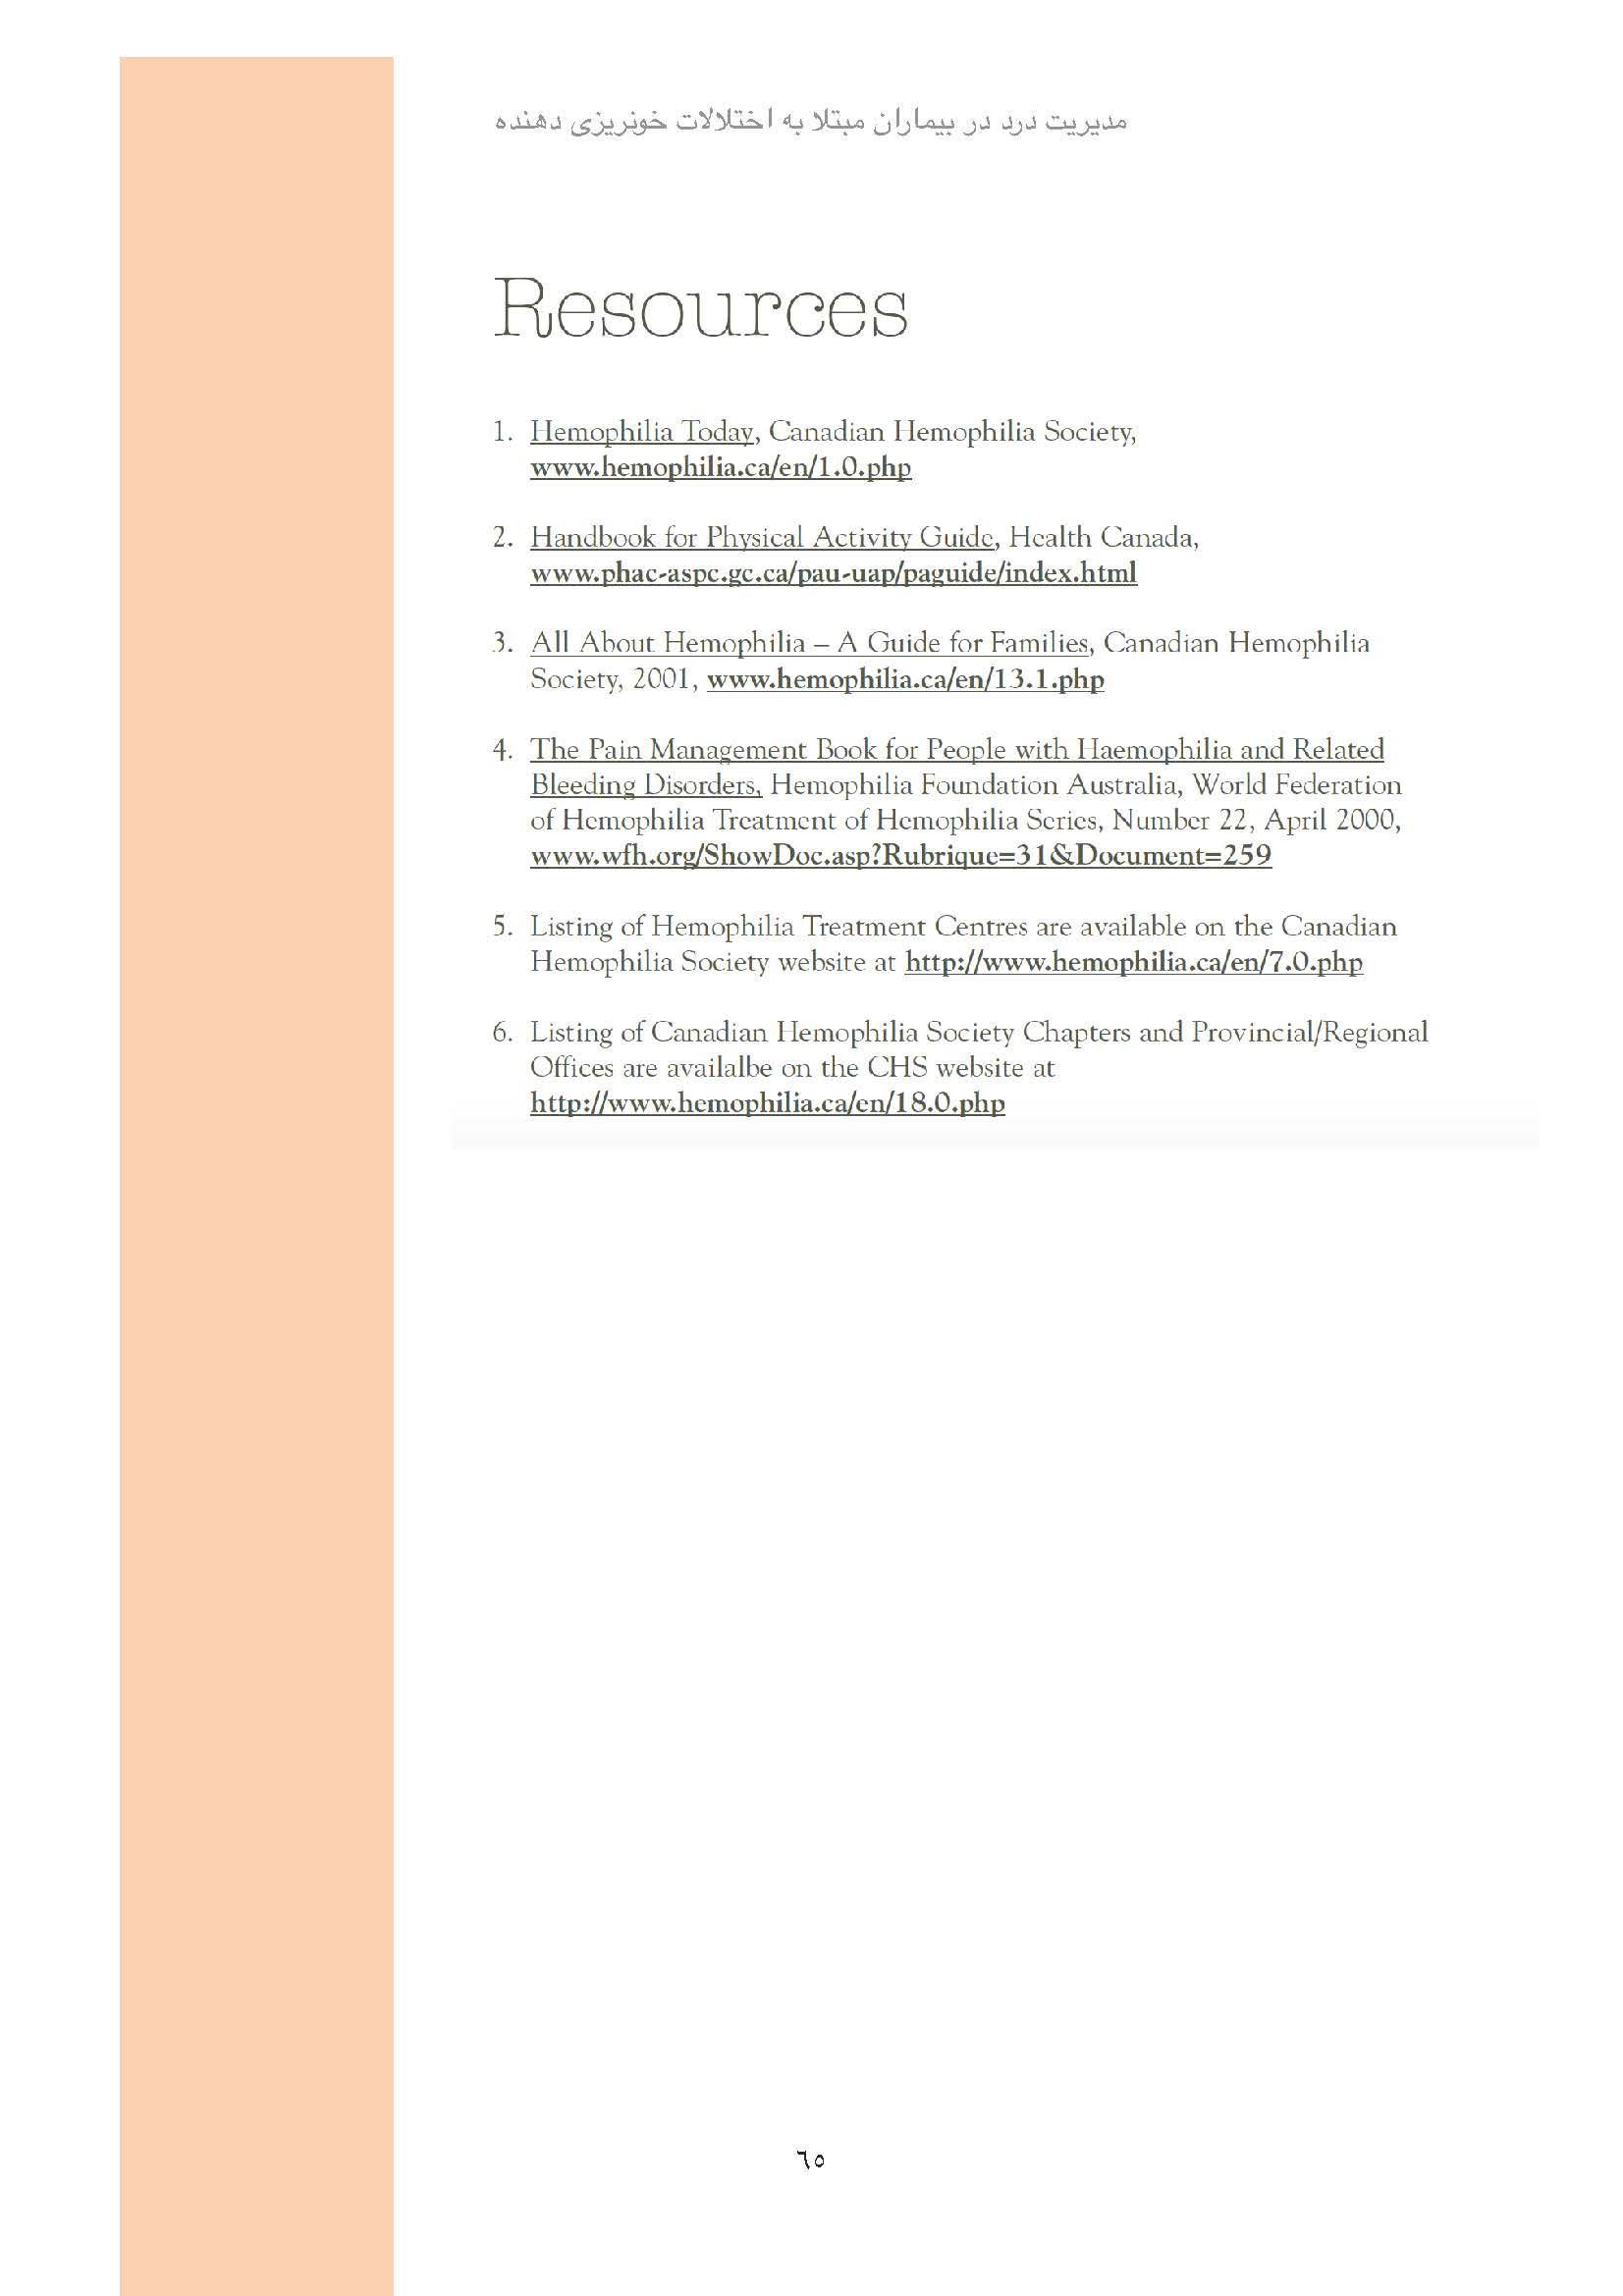 مدیریت درد در بیماران مبتلا به اختلالات خونریزی دهنده
Resources
1. Hemophilia Today, Canadian Hemophilia Society,
www.hemophilia.ca/en/1.0.php
2. Handbook for Physical Activity Guide, Health Canada,
www.phac-aspc.gc.ca/pau-uap/paguide/index.html
3. All About Hemophilia – A Guide for Families, Canadian Hemophilia
Society, 2001, www.hemophilia.ca/en/13.1.php
4. The Pain Management Book for People with Haemophilia and Related
Bleeding Disorders, Hemophilia Foundation Australia, World Federation
of Hemophilia Treatment of Hemophilia Series, Number 22, April 2000,
www.wfh.org/ShowDoc.asp?Rubrique=31&Document=259
5. Listing of Hemophilia Treatment Centres are available on the Canadian
Hemophilia Society website at http://www.hemophilia.ca/en/7.0.php
6. Listing of Canadian Hemophilia Society Chapters and Provincial/Regional
Offices are availalbe on the CHS website at
http://www.hemophilia.ca/en/18.0.php
٦٥